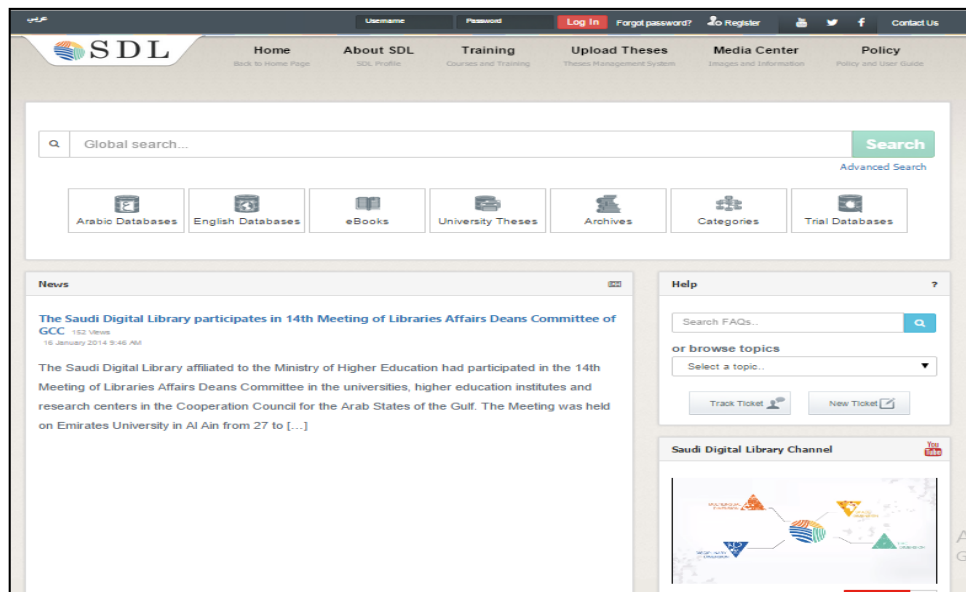 عربي
Username Password Log In Forgot password? Register f Contact Us
SDL
Home About SDL Training Upload Theses Media Center Policy
Back to Home Page SDL Profile Courses and Training Theses Management System Images and Information Policy and User Guide
Global search... Search
Advanced Search
Arabic Databases English Databases eBooks University Theses Archives Categories Trial Databases
News
The Saudi Digital Library participates in 14th Meeting of Libraries Affairs Deans Committee of
GCC 152 Views
16 January 2014 9:46 AM
The Saudi Digital Library affiliated to the Ministry of Higher Education had participated in the 14th
Meeting of Libraries Affairs Deans Committee in the universities, higher education institutes and
research centers in the Cooperation Council for the Arab States of the Gulf. The Meeting was held
on Emirates University in Al Ain from 27 to [...]
Help ?
Search FAQs..
or browse topics
Select a topic..
Track Ticket New Ticket
Saudi Digital Library Channel You Tube